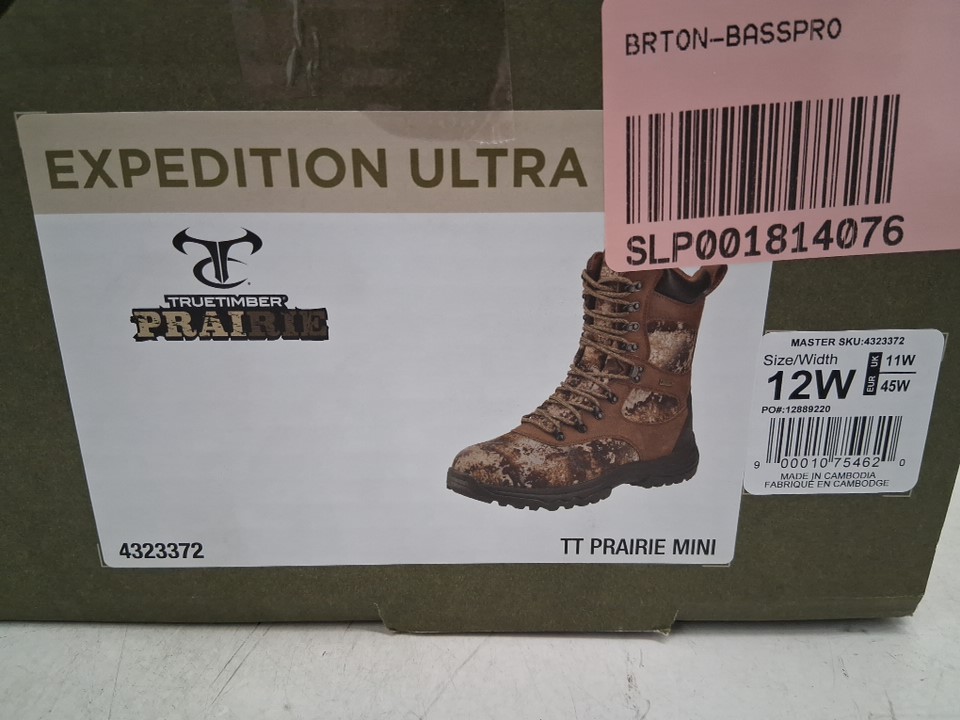 BRTON-BASSPRO
SLP001814076
EXPEDITION ULTRA
TRUETIMBER
PRAIRIE
4323372
TT PRAIRIE MINI
MASTER SKU:4323372
Size/Width
12W
UK 11W
EUR 45W
PO#:12889220
9 00010 75462 0
MADE IN CAMBODIA
FABRIQUÉ EN CAMBODGE